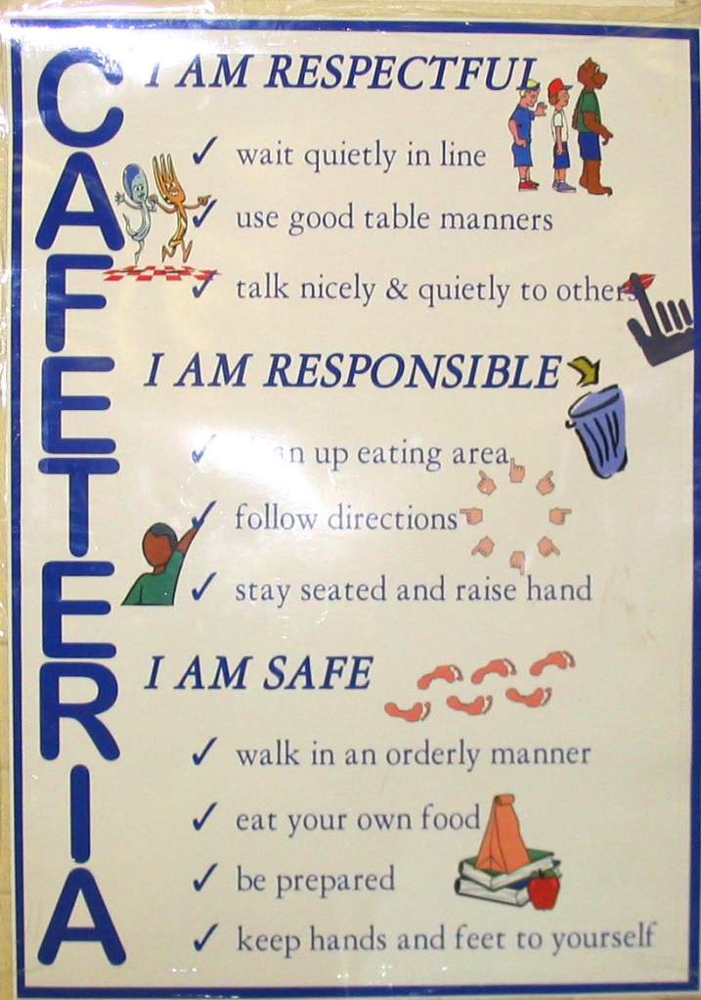 CAFETERIA
I AM RESPECTFUL
✓ wait quietly in line
✓ use good table manners
✓ talk nicely & quietly to others
I AM RESPONSIBLE
✓ up eating area
✓ follow directions
✓ stay seated and raise hand
I AM SAFE
✓ walk in an orderly manner
✓ eat your own food
✓ be prepared
✓ keep hands and feet to yourself